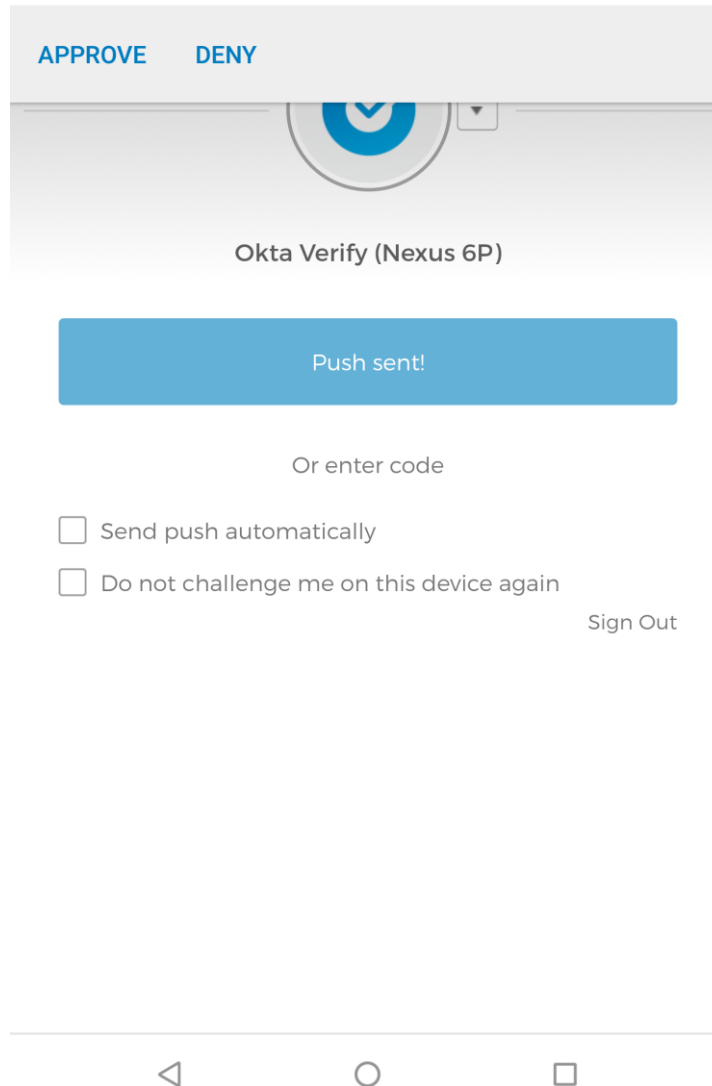 APPROVE DENY
Okta Verify (Nexus 6P)
Push sent!
Or enter code
Send push automatically
Do not challenge me on this device again
Sign Out